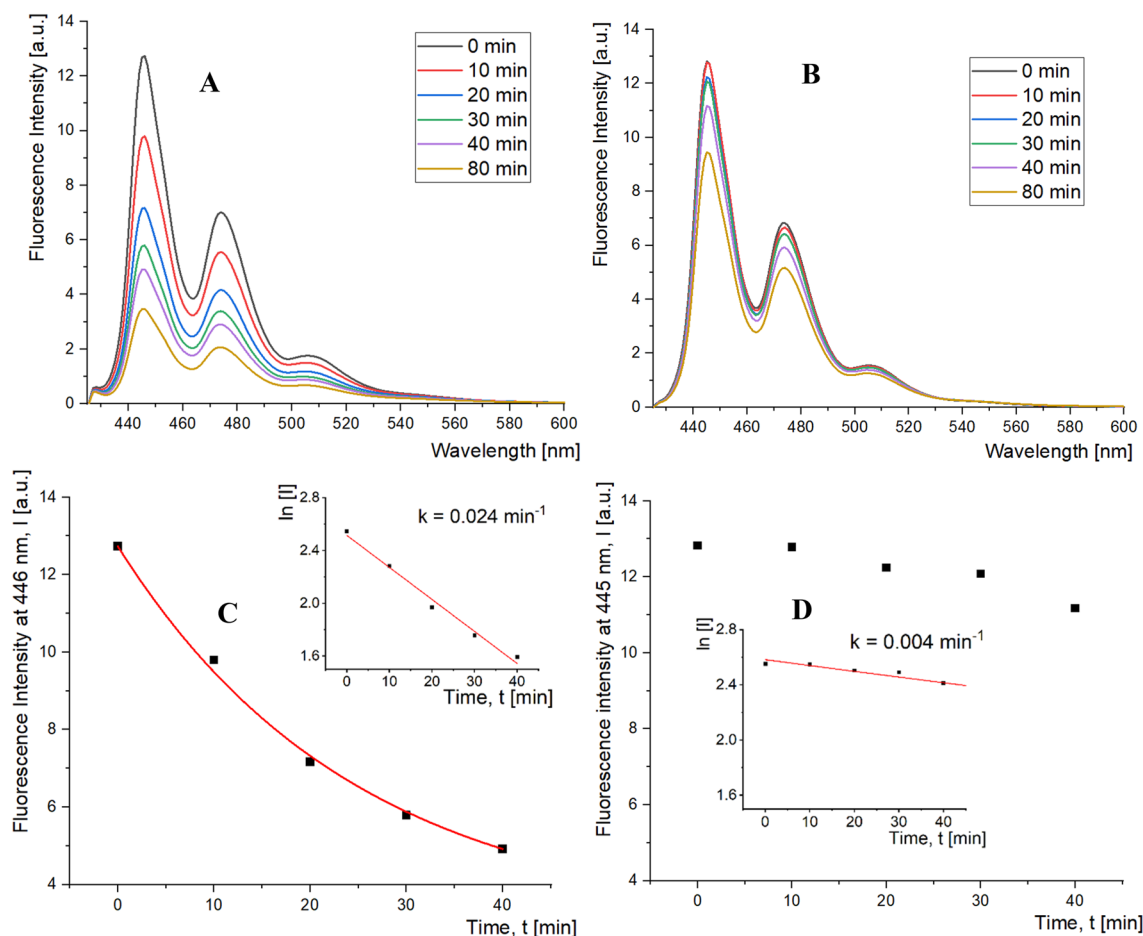 Fluorescence Intensity [a.u.]
14
12
10
8
6
4
2
0
A
0 min
10 min
20 min
30 min
40 min
80 min
440 460 480 500 520 540 560 580 600
Wavelength [nm]
Fluorescence Intensity [a.u.]
14
12
10
8
6
4
2
0
B
0 min
10 min
20 min
30 min
40 min
80 min
440 460 480 500 520 540 560 580 600
Wavelength [nm]
Fluorescence Intensity at 446 nm, I [a.u.]
14
12
10
8
6
4
C
0 10 20 30 40
Time, t [min]
ln [I]
2.8
2.4
2.0
1.6
k = 0.024 min⁻¹
0 10 20 30 40
Time, t [min]
Fluorescence intensity at 445 nm, I [a.u.]
14
12
10
8
6
4
D
0 10 20 30 40
Time, t [min]
ln [I]
2.8
2.4
2.0
1.6
k = 0.004 min⁻¹
0 10 20 30 40
Time, t [min]